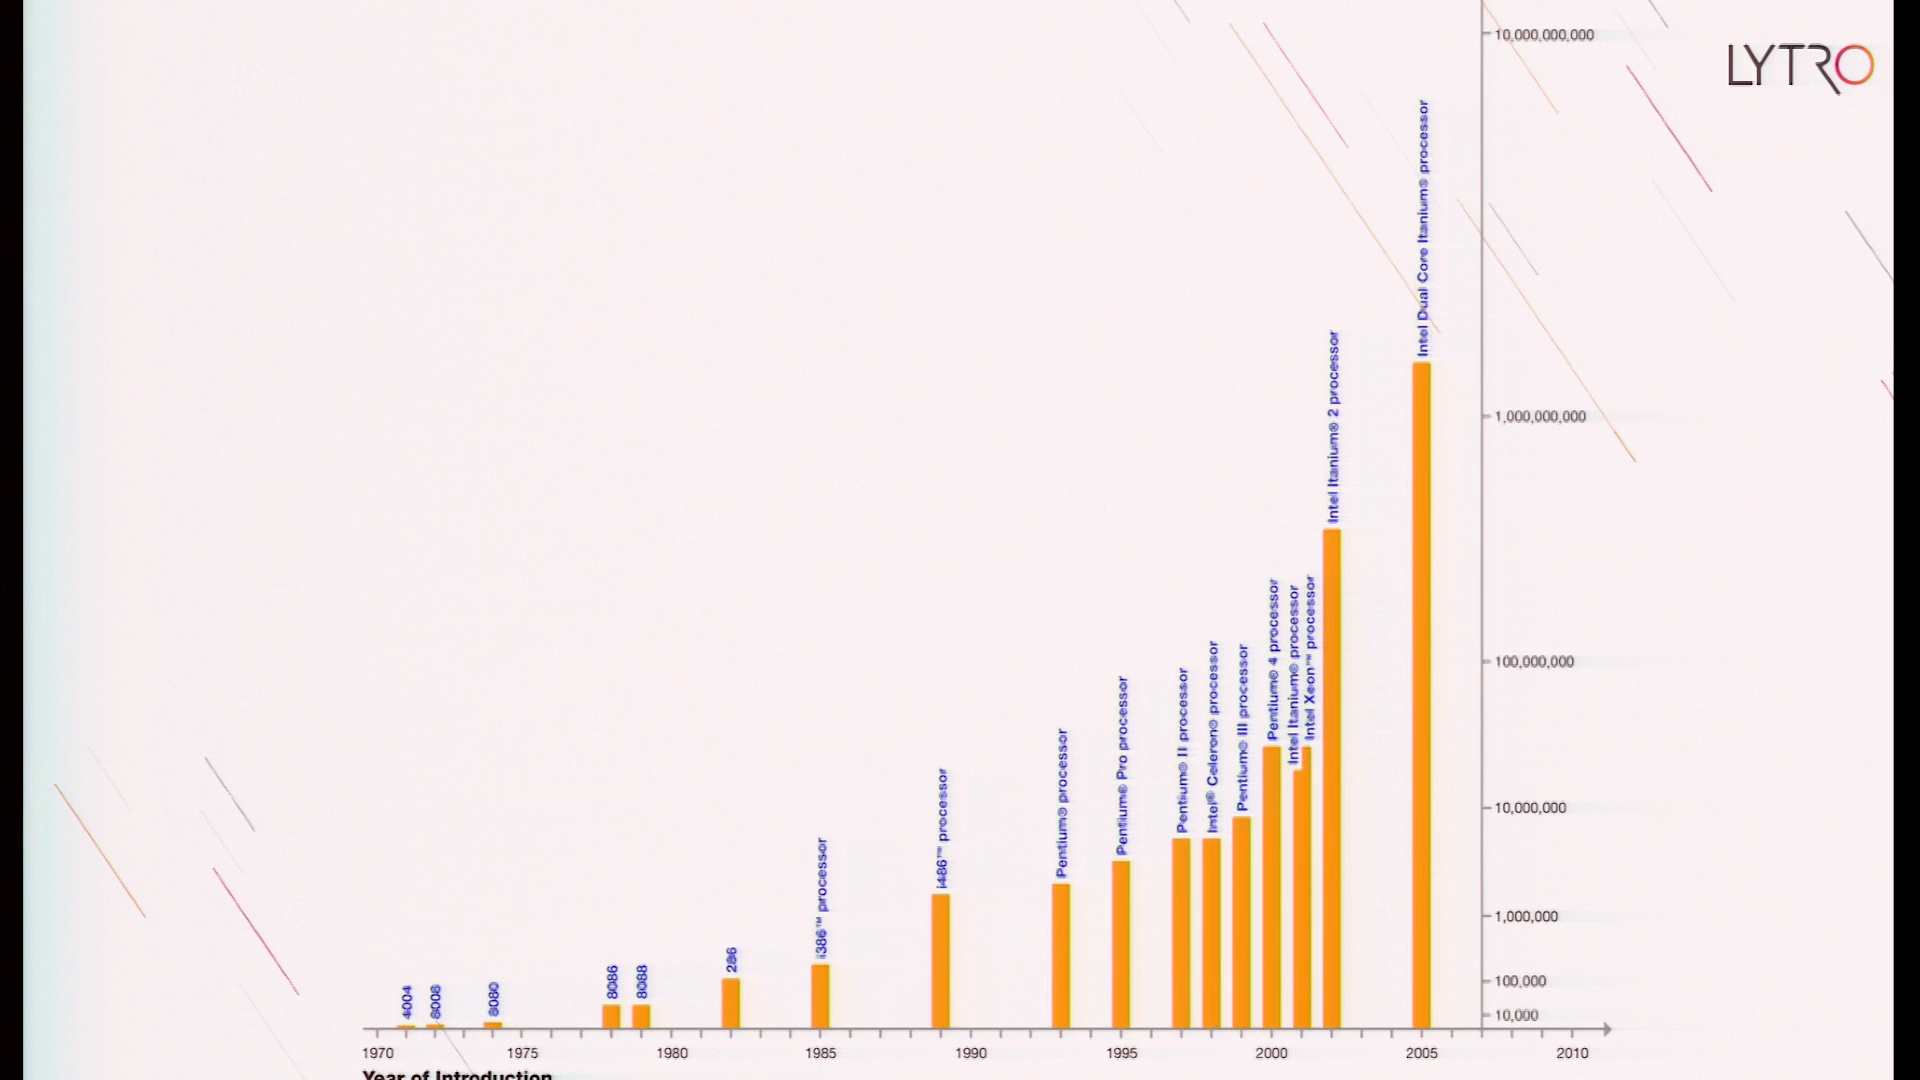 LYTRO
10,000,000,000
1,000,000,000
100,000,000
10,000,000
1,000,000
100,000
10,000
4004
8008
8080
8086
8088
286
i386™ processor
i486™ processor
Pentium® processor
Pentium® Pro processor
Pentium® II processor
Intel® Celeron® processor
Pentium® III processor
Pentium® 4 processor
Intel Itanium® processor
Intel Xeon™ processor
Intel Itanium® 2 processor
Intel Dual Core Itanium® processor
1970 1975 1980 1985 1990 1995 2000 2005 2010
Year of Introduction